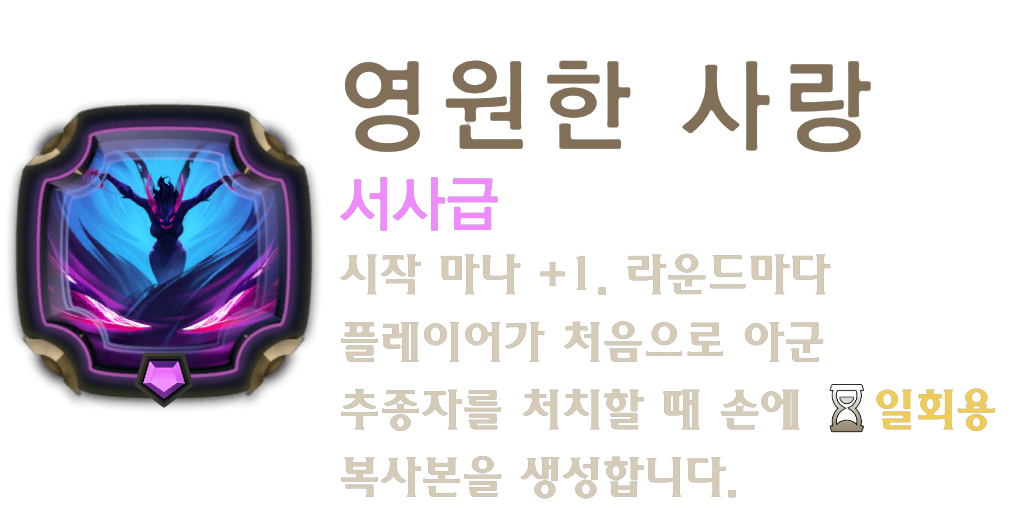 영원한 사랑
서사급
시작 마나 +1. 라운드마다
플레이어가 처음으로 아군
추종자를 처치할 때 손에 일회용
복사본을 생성합니다.